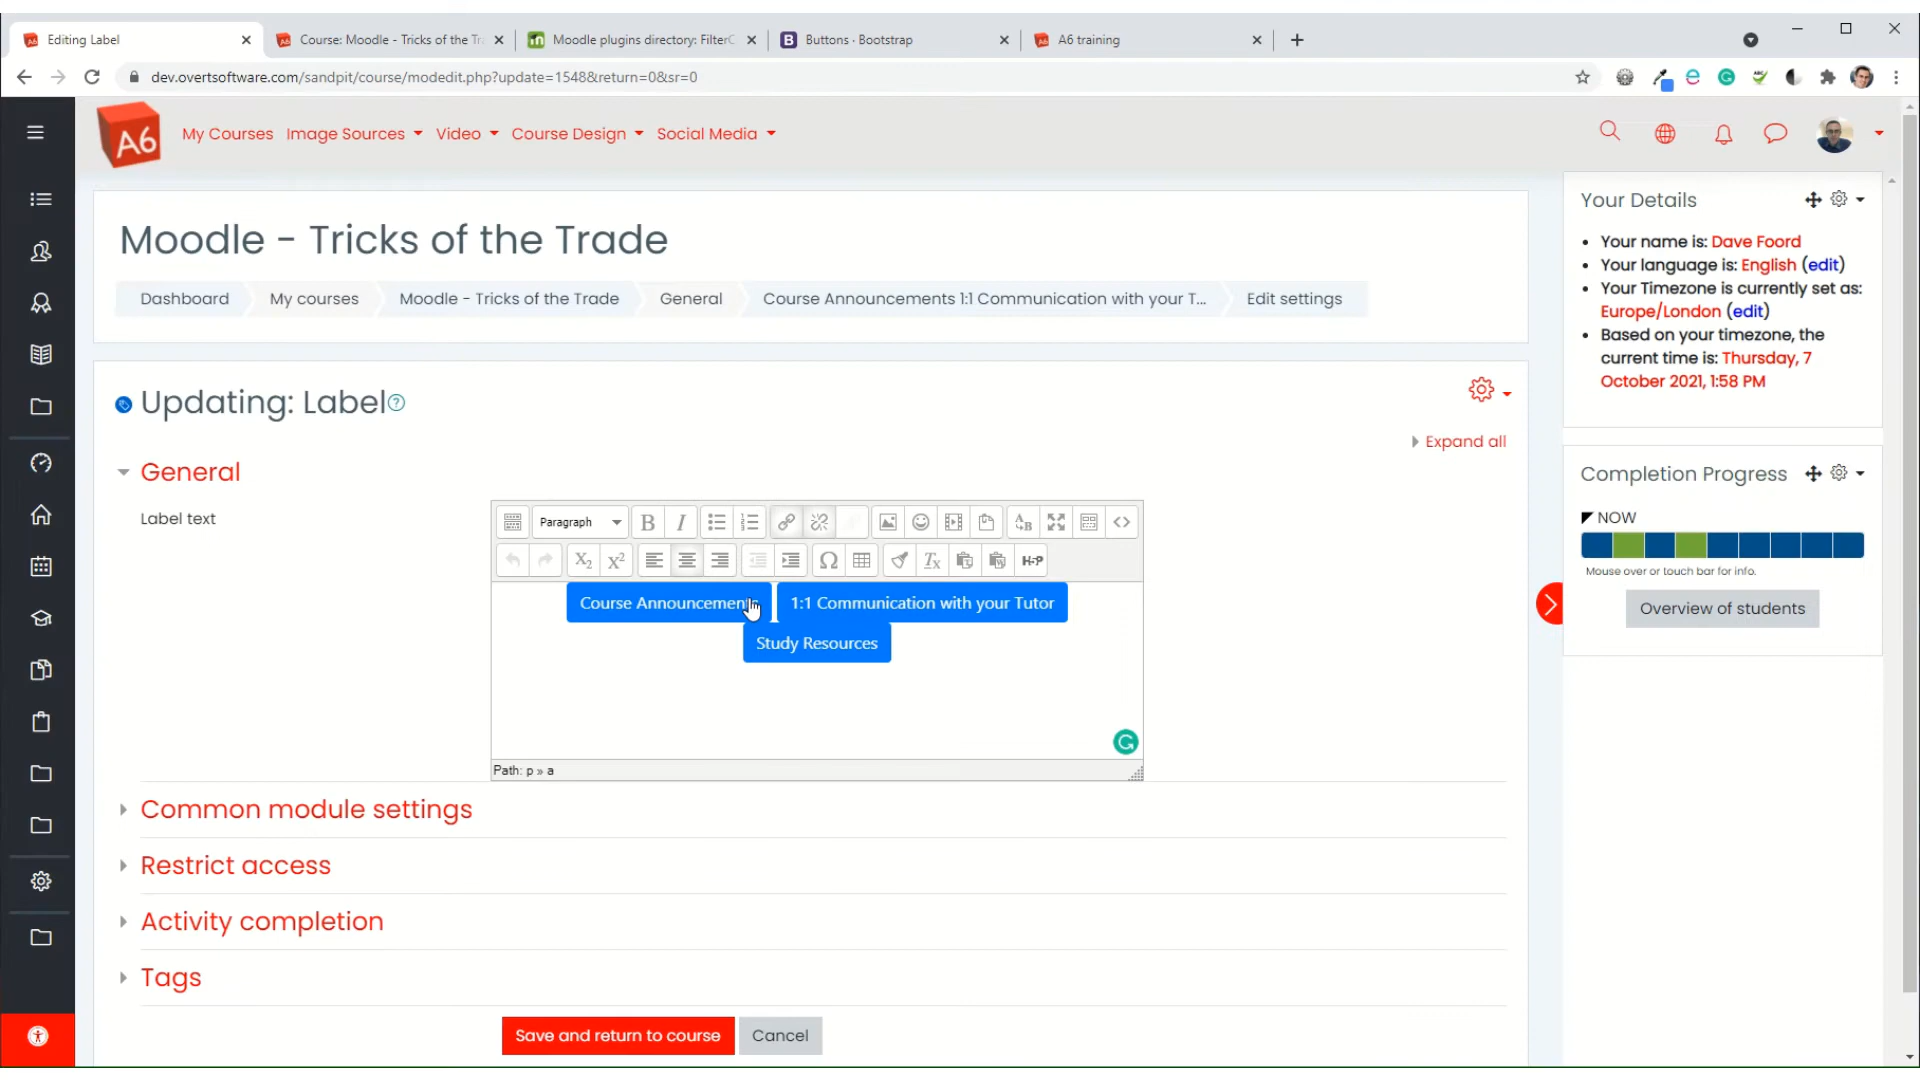 Editing Label
Course: Moodle - Tricks of the Tr
Moodle plugins directory: FilterC
B Buttons · Bootstrap
A6 training
dev.overtsoftware.com/sandpit/course/modedit.php?update=1548&return=0&sr=0
A6
My Courses Image Sources Video Course Design Social Media
Moodle - Tricks of the Trade
Dashboard My courses Moodle - Tricks of the Trade General Course Announcements 1:1 Communication with your T... Edit settings
Updating: Label
Expand all
General
Label text
Paragraph B I
X₂ X² Ω Tx H-P
Course Announcements 1:1 Communication with your Tutor
Study Resources
Path: p » a
Common module settings
Restrict access
Activity completion
Tags
Save and return to course Cancel
Your Details
• Your name is: Dave Foord
• Your language is: English (edit)
• Your Timezone is currently set as:
Europe/London (edit)
• Based on your timezone, the
current time is: Thursday, 7
October 2021, 1:58 PM
Completion Progress
NOW
Mouse over or touch bar for info.
Overview of students